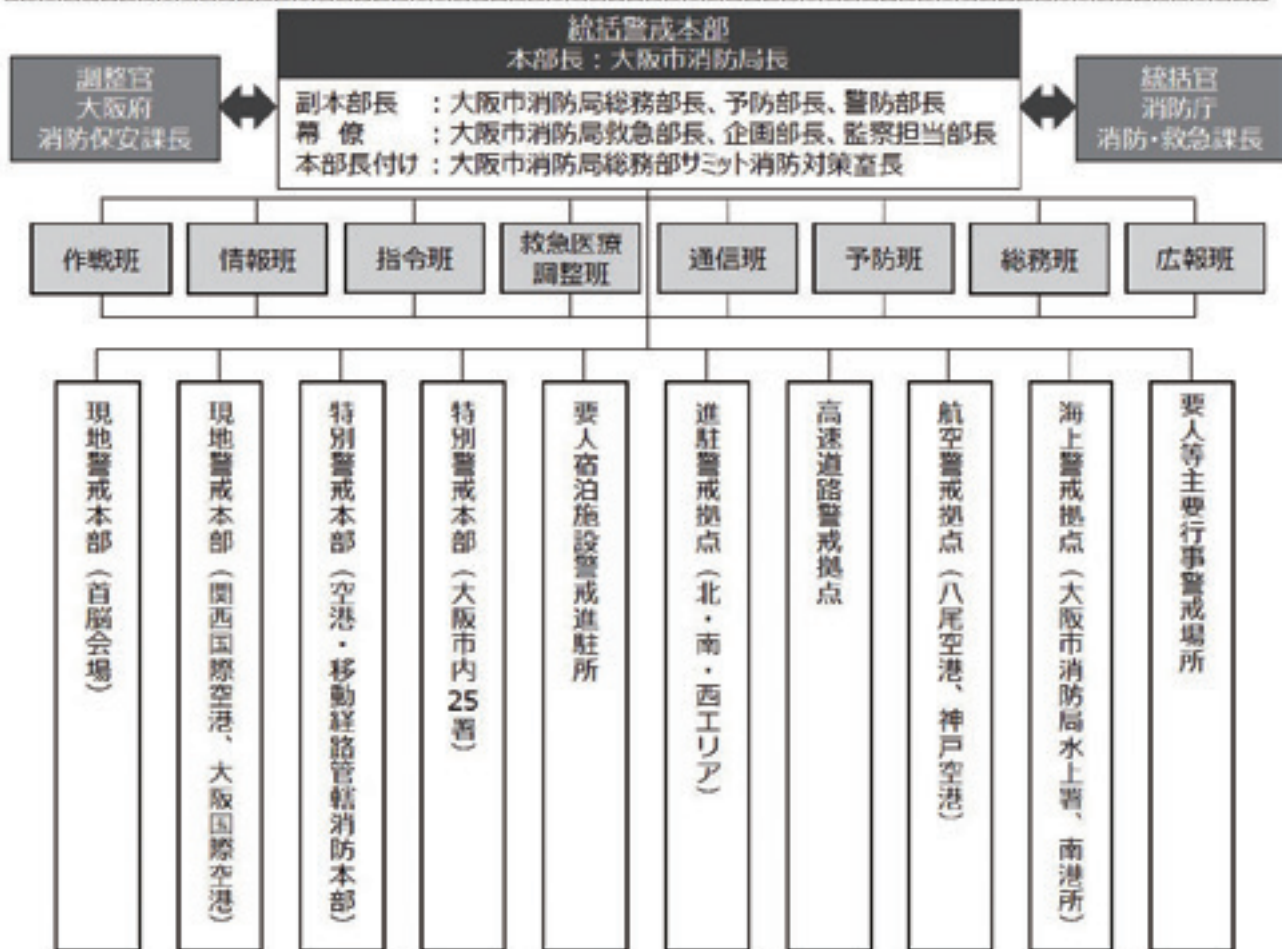 統括警戒本部
本部長：大阪市消防局長
調整官
大阪府
消防保安課長
副本部長　：大阪市消防局総務部長、予防部長、警防部長
幕僚　：大阪市消防局救急部長、企画部長、監察担当部長
本部長付け：大阪市消防局総務部サミット消防対策室長
統括官
消防庁
消防・救急課長
作戦班
情報班
指令班
救急医療
調整班
通信班
予防班
総務班
広報班
現地警戒本部（首脳会場）
現地警戒本部（関西国際空港、大阪国際空港）
特別警戒本部（空港・移動経路管轄消防本部）
特別警戒本部（大阪市内25署）
要人宿泊施設警戒進駐所
進駐警戒拠点（北・南・西エリア）
高速道路警戒拠点
航空警戒拠点（八尾空港、神戸空港）
海上警戒拠点（大阪市消防局水上署、南港所）
要人等主要行事警戒場所